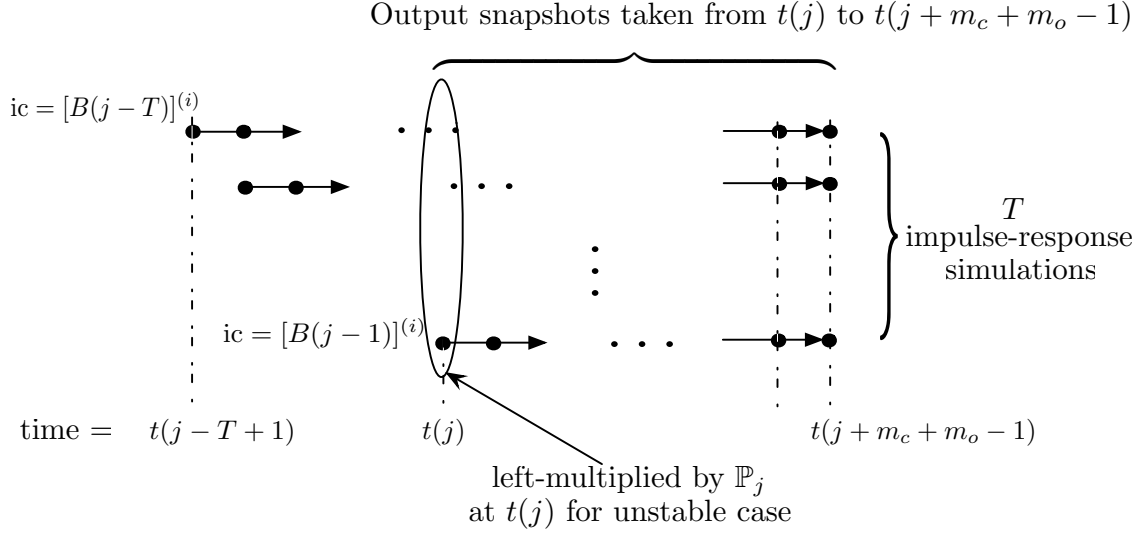 Output snapshots taken from t(j) to t(j + m_c + m_o − 1)
ic = [B(j − T)]^{(i)}
T
impulse-response
simulations
ic = [B(j − 1)]^{(i)}
time = t(j − T + 1) t(j) t(j + m_c + m_o − 1)
left-multiplied by ℙ_j
at t(j) for unstable case